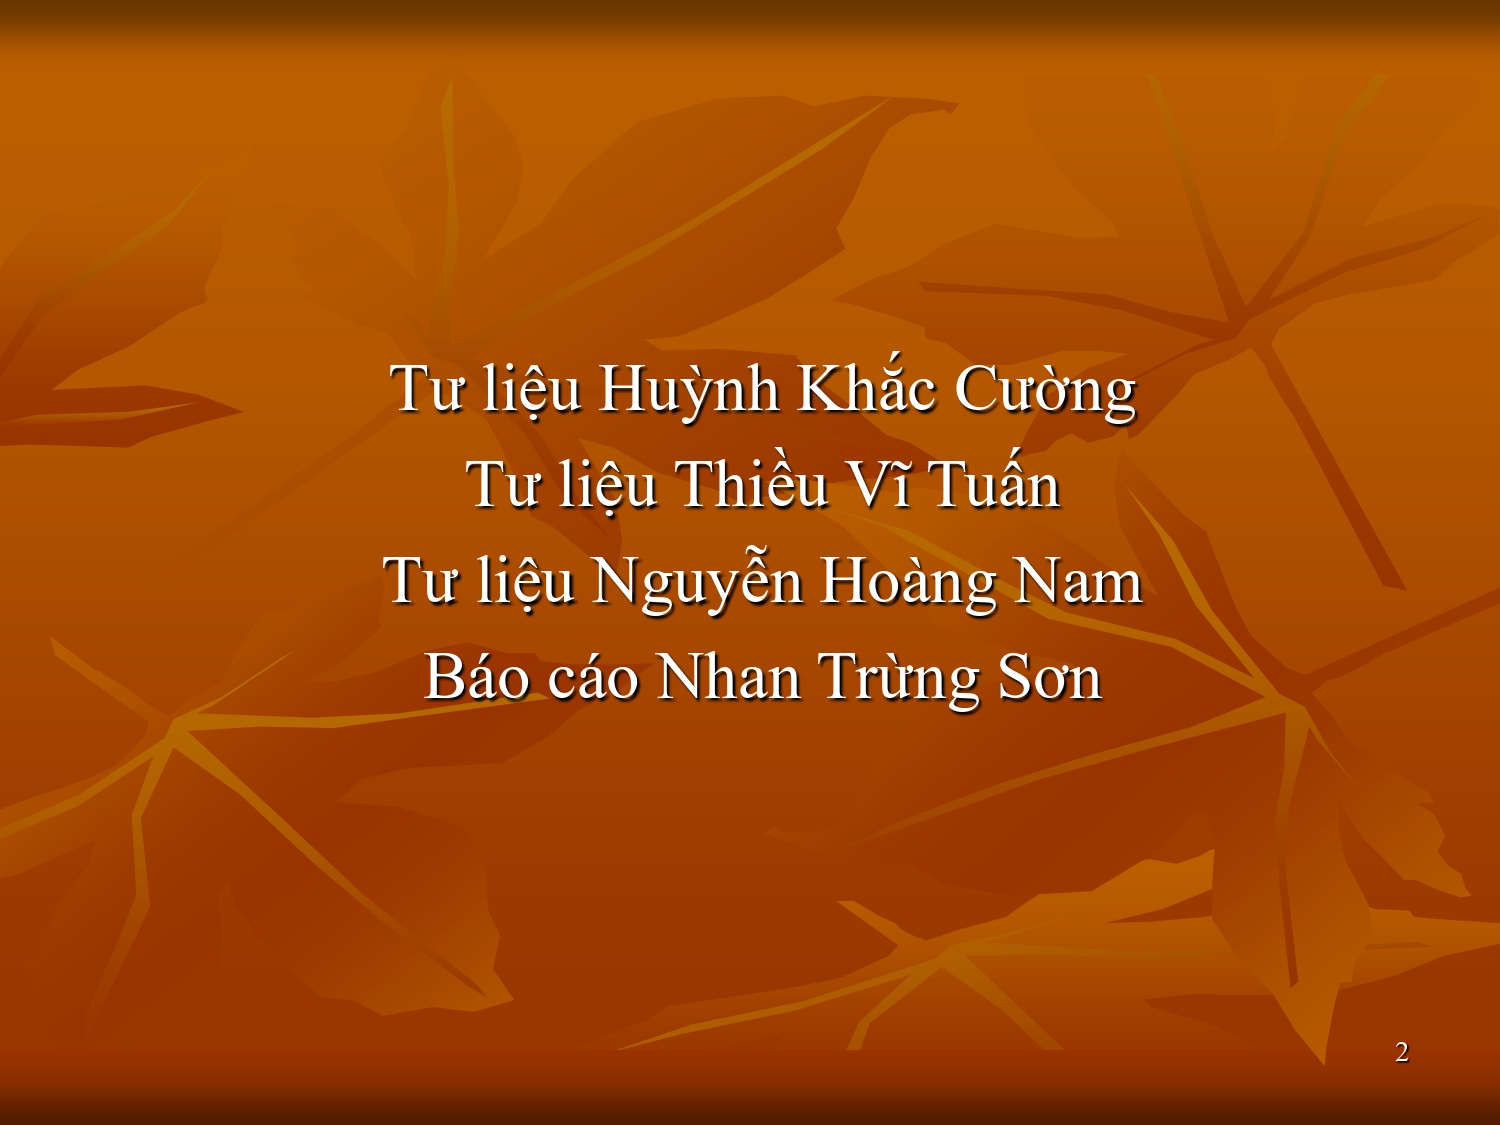 Tư liệu Huỳnh Khắc Cường
Tư liệu Thiều Vĩ Tuấn
Tư liệu Nguyễn Hoàng Nam
Báo cáo Nhan Trừng Sơn
2